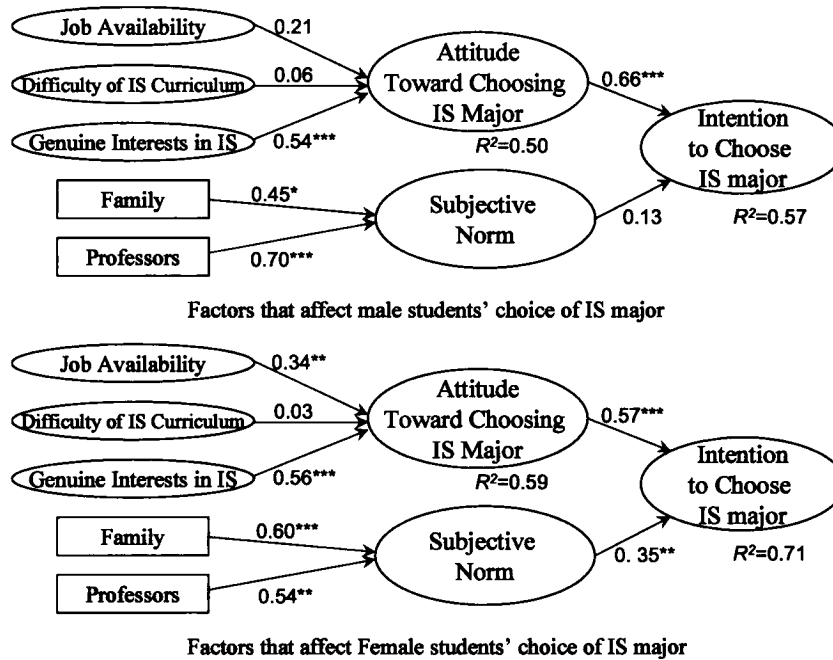 Job Availability
0.21
Difficulty of IS Curriculum
0.06
Genuine Interests in IS
0.54***
Attitude
Toward Choosing
IS Major
R²=0.50
0.66***
Family
0.45*
Professors
0.70***
Subjective
Norm
0.13
Intention
to Choose
IS major
R²=0.57
Factors that affect male students' choice of IS major
Job Availability
0.34**
Difficulty of IS Curriculum
0.03
Genuine Interests in IS
0.56***
Attitude
Toward Choosing
IS Major
R²=0.59
0.57***
Family
0.60***
Professors
0.54**
Subjective
Norm
0. 35**
Intention
to Choose
IS major
R²=0.71
Factors that affect Female students' choice of IS major